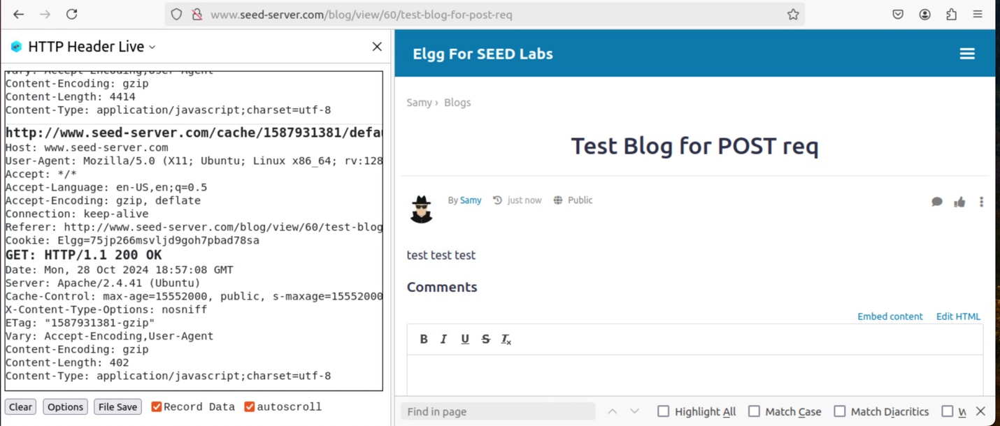 www.seed-server.com/blog/view/60/test-blog-for-post-req
HTTP Header Live
Vary: Accept-Encoding,User-Agent
Content-Encoding: gzip
Content-Length: 4414
Content-Type: application/javascript;charset=utf-8
http://www.seed-server.com/cache/1587931381/defau
Host: www.seed-server.com
User-Agent: Mozilla/5.0 (X11; Ubuntu; Linux x86_64; rv:128
Accept: */*
Accept-Language: en-US,en;q=0.5
Accept-Encoding: gzip, deflate
Connection: keep-alive
Referer: http://www.seed-server.com/blog/view/60/test-blog
Cookie: Elgg=75jp266msvljd9goh7pbad78sa
GET: HTTP/1.1 200 OK
Date: Mon, 28 Oct 2024 18:57:08 GMT
Server: Apache/2.4.41 (Ubuntu)
Cache-Control: max-age=15552000, public, s-maxage=15552000
X-Content-Type-Options: nosniff
ETag: "1587931381-gzip"
Vary: Accept-Encoding,User-Agent
Content-Encoding: gzip
Content-Length: 402
Content-Type: application/javascript;charset=utf-8
Clear Options File Save Record Data autoscroll
Elgg For SEED Labs
Samy › Blogs
Test Blog for POST req
By Samy just now Public
test test test
Comments
Embed content Edit HTML
B I U S Tx
Find in page Highlight All Match Case Match Diacritics W